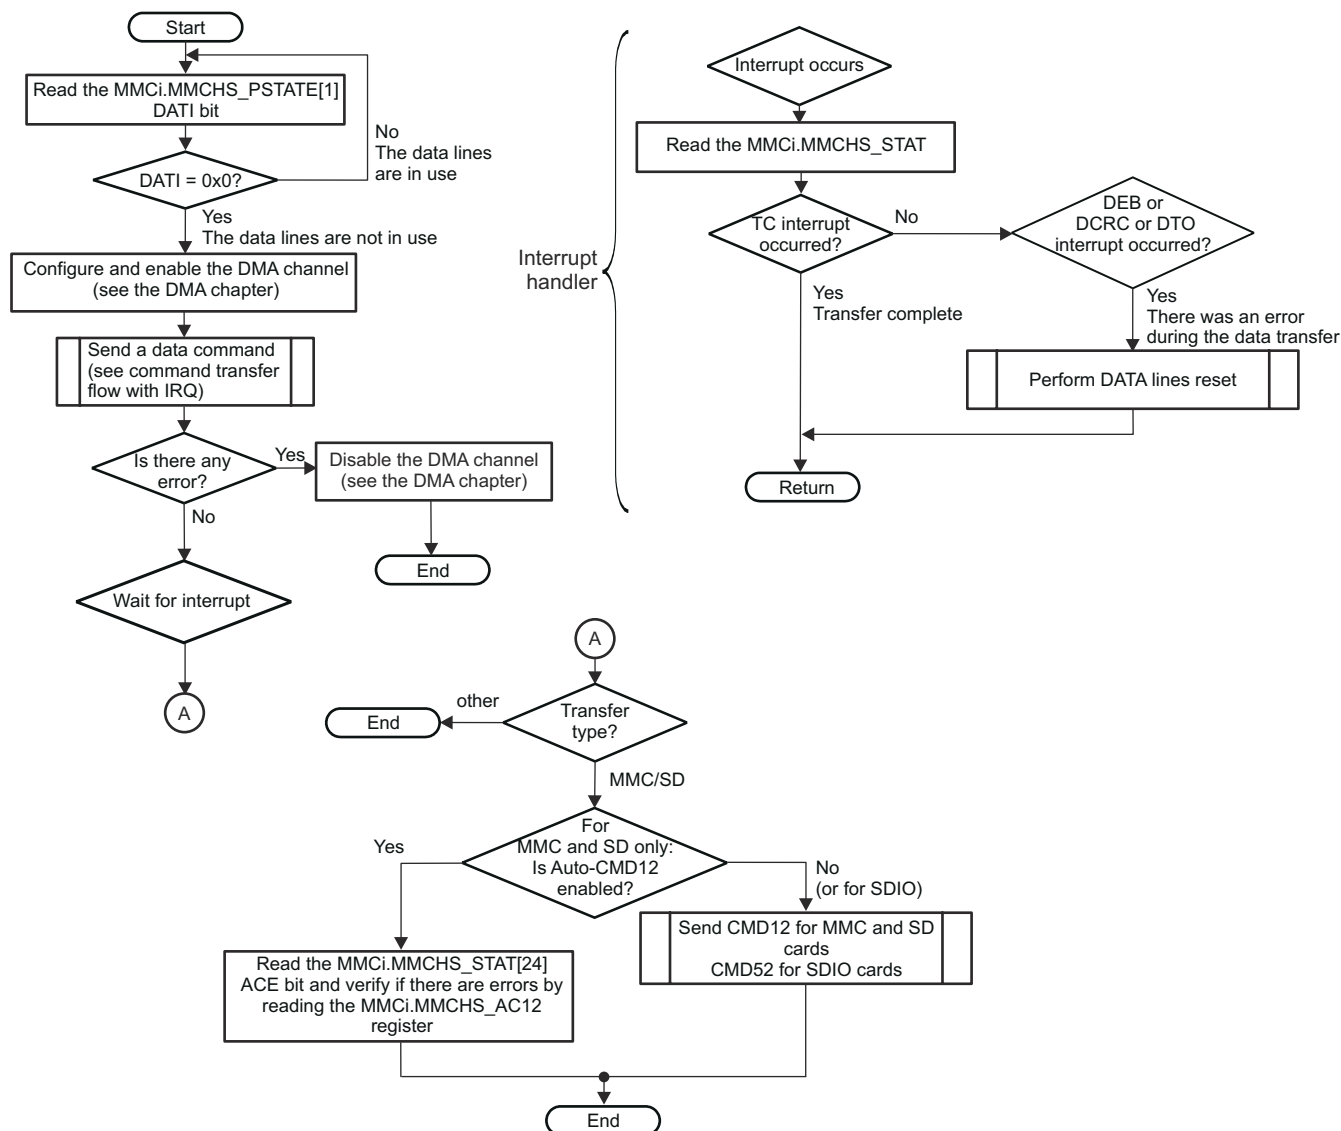 Start
Read the MMCi.MMCHS_PSTATE[1]
DATI bit
No
The data lines
are in use
DATI = 0x0?
Yes
The data lines are not in use
Configure and enable the DMA channel
(see the DMA chapter)
Send a data command
(see command transfer
flow with IRQ)
Is there any
error?
Yes
Disable the DMA channel
(see the DMA chapter)
No
End
Wait for interrupt
A
Interrupt
handler
Interrupt occurs
Read the MMCi.MMCHS_STAT
TC interrupt
occurred?
No
DEB or
DCRC or DTO
interrupt occurred?
Yes
Transfer complete
Yes
There was an error
during the data transfer
Perform DATA lines reset
Return
A
Transfer
type?
other
End
MMC/SD
For
MMC and SD only:
Is Auto-CMD12
enabled?
Yes
No
(or for SDIO)
Read the MMCi.MMCHS_STAT[24]
ACE bit and verify if there are errors by
reading the MMCi.MMCHS_AC12
register
Send CMD12 for MMC and SD
cards
CMD52 for SDIO cards
End